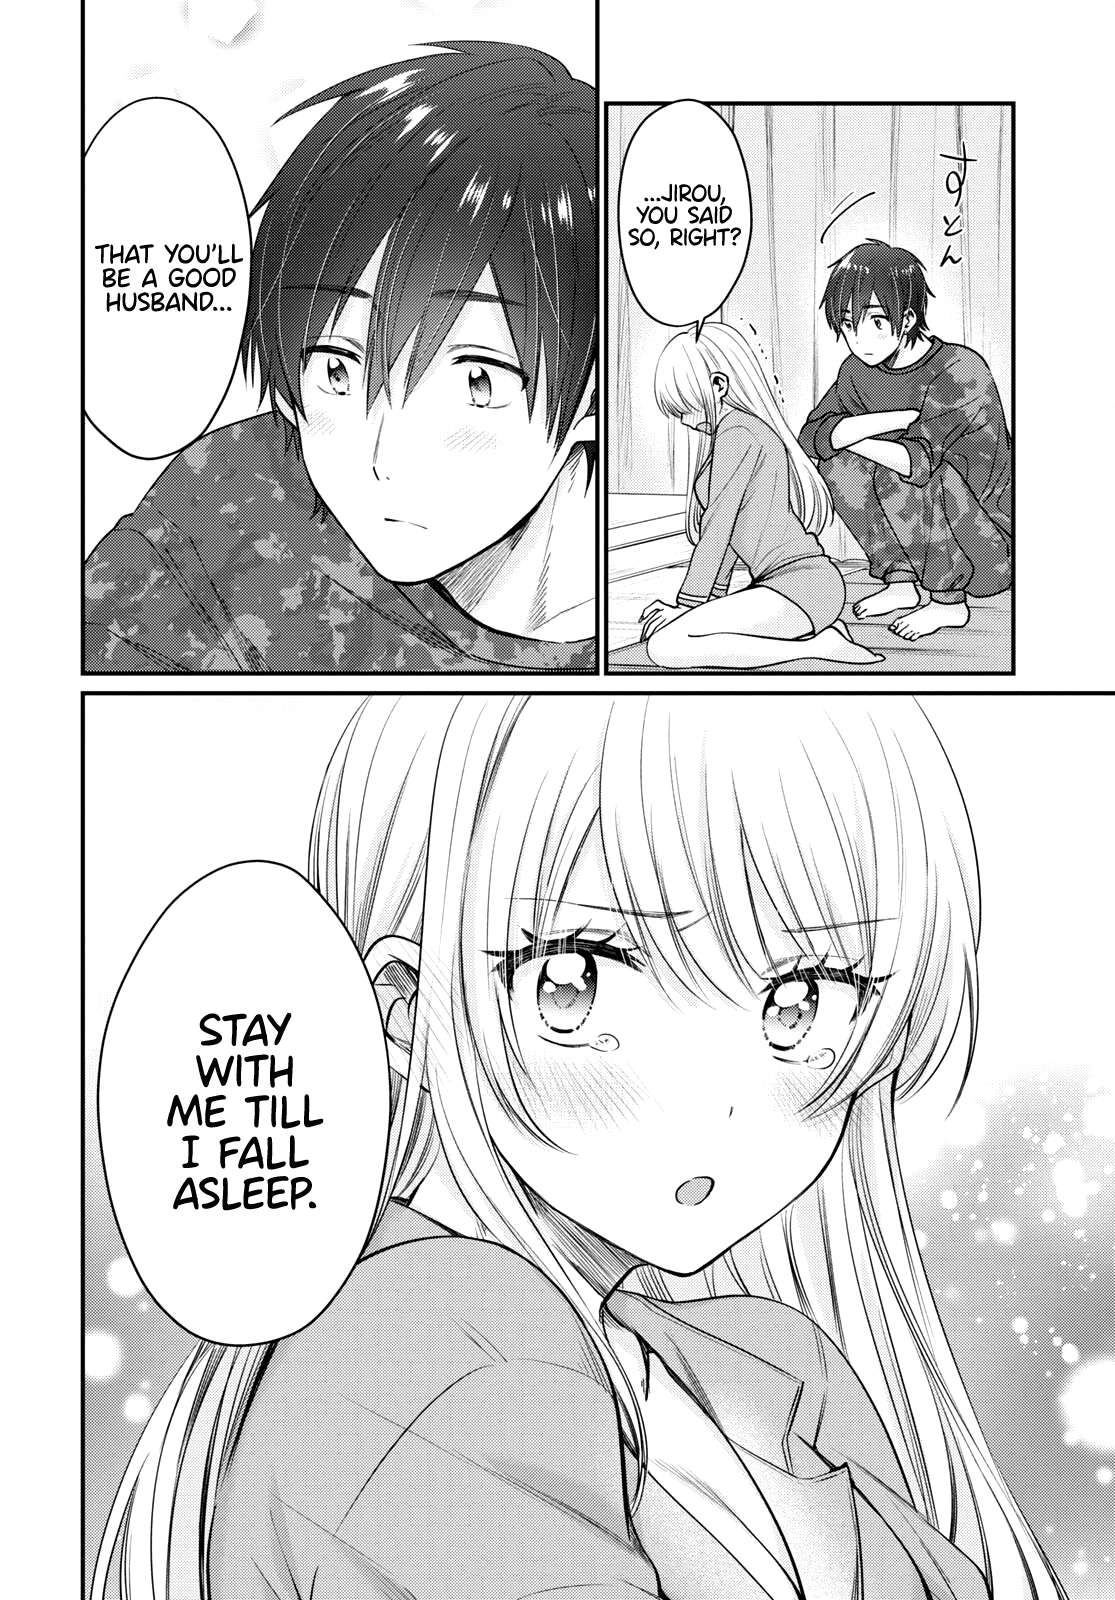 ...JIROU,
YOU SAID
SO, RIGHT?
すとん
THAT YOU'LL
BE A GOOD
HUSBAND...
STAY
WITH
ME TILL
I FALL
ASLEEP.